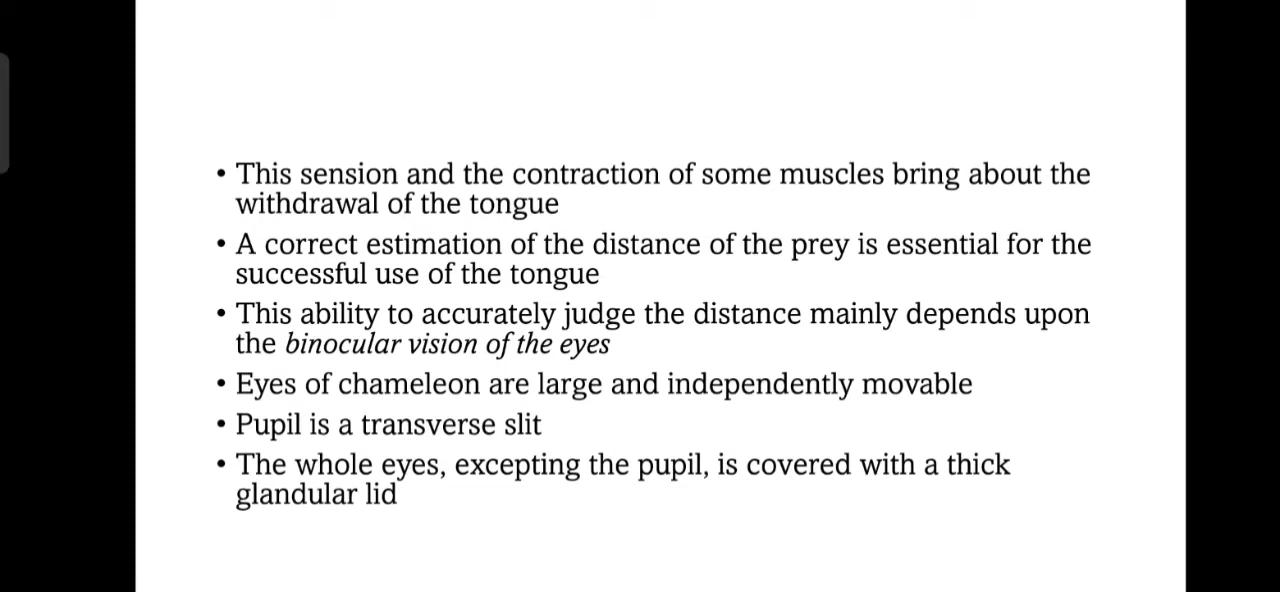 • This sension and the contraction of some muscles bring about the
withdrawal of the tongue
• A correct estimation of the distance of the prey is essential for the
successful use of the tongue
• This ability to accurately judge the distance mainly depends upon
the binocular vision of the eyes
• Eyes of chameleon are large and independently movable
• Pupil is a transverse slit
• The whole eyes, excepting the pupil, is covered with a thick
glandular lid